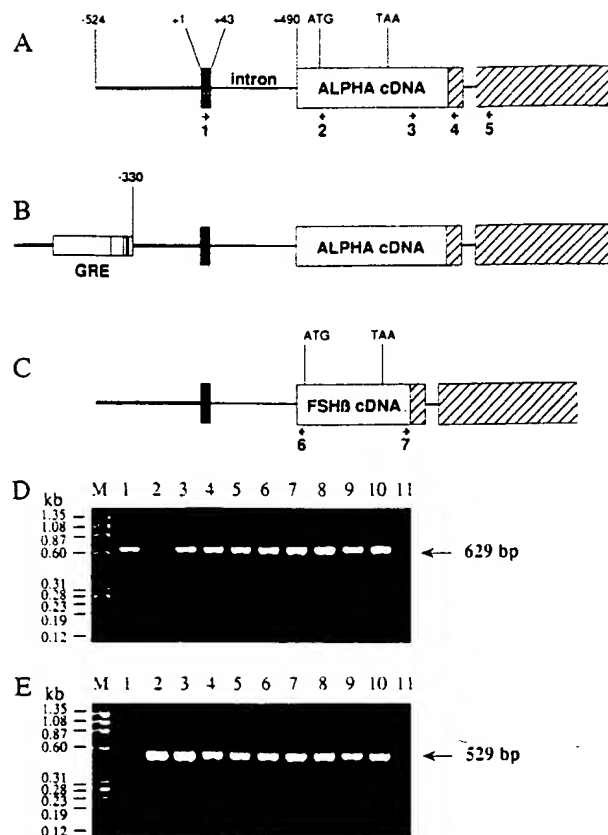 -524 +1 +43 +490 ATG TAA
A intron ALPHA cDNA
1 2 3 4 5
-330
B ALPHA cDNA
GRE
ATG TAA
C FSHß cDNA
6 7
D kb M 1 2 3 4 5 6 7 8 9 10 11
1.35
1.08
0.87
0.60
629 bp
0.31
0.28
0.23
0.19
0.12
E kb M 1 2 3 4 5 6 7 8 9 10 11
1.35
1.08
0.87
0.60
529 bp
0.31
0.28
0.23
0.19
0.12